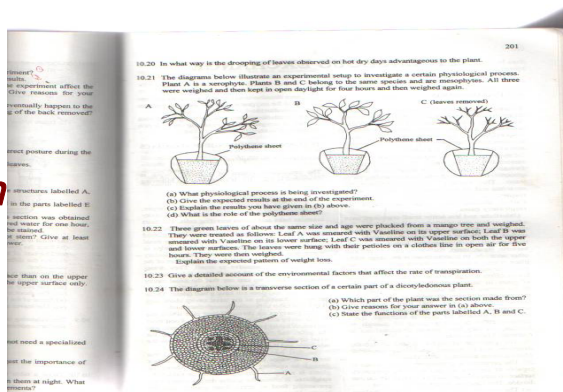 riment?
sults.
experiment affect the
Give reasons for your
eventually happen to the
g of the back removed?
erect posture during the
leaves.
structures labelled A,
in the parts labelled E
section was obtained
red water for one hour,
be stained.
stem? Give at least
wer.
ace than on the upper
he upper surface only.
not need a specialized
the importance of
n them at night. What
201
10.20 In what way is the drooping of leaves observed on hot dry days advantageous to the plant.
10.21 The diagrams below illustrate an experimental setup to investigate a certain physiological process.
Plant A is a xerophyte. Plants B and C belong to the same species and are mesophytes. All three
were weighed and then kept in open daylight for four hours and then weighed again.
A
B
C (leaves removed)
Polythene sheet
Polythene sheet
(a) What physiological process is being investigated?
(b) Give the expected results at the end of the experiment.
(c) Explain the results you have given in (b) above.
(d) What is the role of the polythene sheet?
10.22 Three green leaves of about the same size and age were plucked from a mango tree and weighed.
They were treated as follows: Leaf A was smeared with Vaseline on its upper surface; Leaf B was
smeared with Vaseline on its lower surface; Leaf C was smeared with Vaseline on both the upper
and lower surfaces. The leaves were hung with their petioles on a clothes line in open air for five
hours. They were then weighed.
Explain the expected pattern of weight loss.
10.23 Give a detailed account of the environmental factors that affect the rate of transpiration.
10.24 The diagram below is a transverse section of a certain part of a dicotyledonous plant.
(a) Which part of the plant was the section made from?
(b) Give reasons for your answer in (a) above.
(c) State the functions of the parts labelled A, B and C.
C
B
A